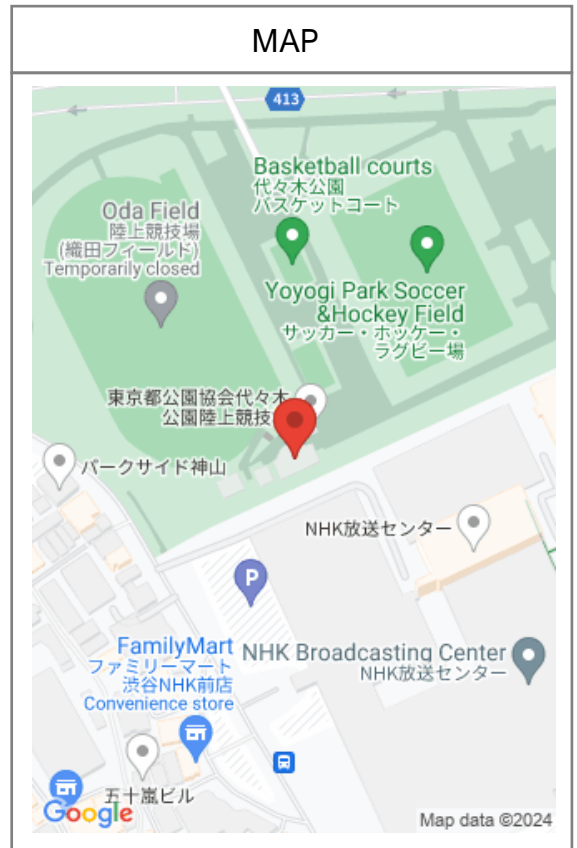 MAP
413
Basketball courts
代々木公園
バスケットコート
Oda Field
陸上競技場
(織田フィールド)
Temporarily closed
Yoyogi Park Soccer
&Hockey Field
サッカー・ホッケー・
ラグビー場
東京都公園協会代々木
公園陸上競技
パークサイド神山
NHK放送センター
P
FamilyMart
ファミリーマート
渋谷NHK前店
Convenience store
NHK Broadcasting Center
NHK放送センター
五十嵐ビル
Google
Map data ©2024